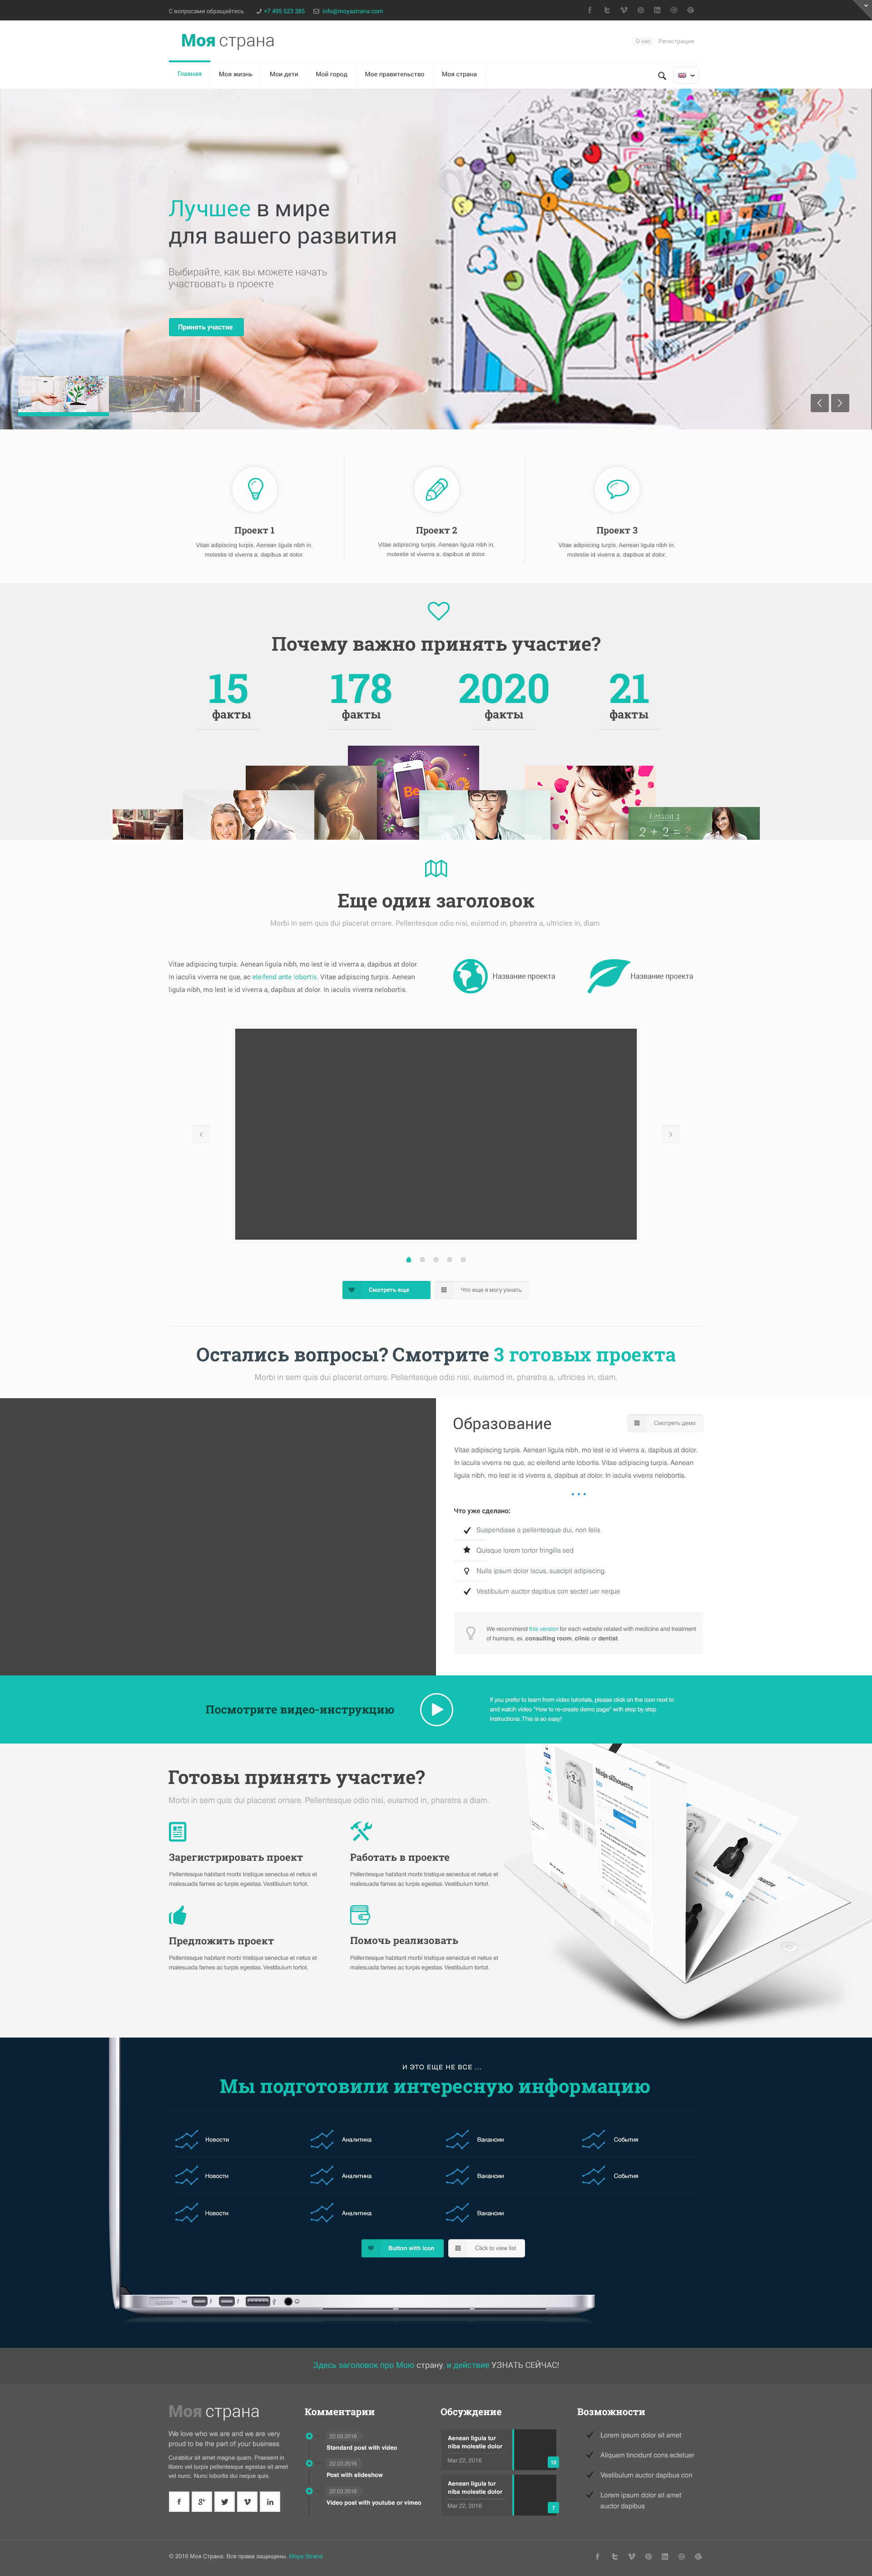 С вопросами обращайтесь +7 495 523 385 info@moyastrana.com
Моя страна
О нас Регистрация
Главная Моя жизнь Мои дети Мой город Мое правительство Моя страна
Лучшее в мире
для вашего развития
Выбирайте, как вы можете начать
участвовать в проекте
Принять участие
Проект 1
Vitae adipiscing turpis. Aenean ligula nibh in,
molestie id viverra a, dapibus at dolor.
Проект 2
Vitae adipiscing turpis. Aenean ligula nibh in,
molestie id viverra a, dapibus at dolor.
Проект 3
Vitae adipiscing turpis. Aenean ligula nibh in,
molestie id viverra a, dapibus at dolor.
Почему важно принять участие?
15 178 2020 21
факты факты факты факты
Be
Lesson 1
2 + 2 = ?
Еще один заголовок
Morbi in sem quis dui placerat ornare. Pellentesque odio nisi, euismod in, pharetra a, ultricies in, diam.
Vitae adipiscing turpis. Aenean ligula nibh, mo lest ie id viverra a, dapibus at dolor.
In iaculis viverra ne que, ac eleifend ante lobortis. Vitae adipiscing turpis. Aenean
ligula nibh, mo lest ie id viverra a, dapibus at dolor. In iaculis viverra nelobortis.
Название проекта
Название проекта
Смотреть еще
Что еще я могу узнать
Остались вопросы? Смотрите 3 готовых проекта
Morbi in sem quis dui placerat ornare. Pellentesque odio nisi, euismod in, pharetra a, ultricies in, diam.
Образование
Смотреть демо
Vitae adipiscing turpis. Aenean ligula nibh, mo lest ie id viverra a, dapibus at dolor.
In iaculis viverra ne que, ac eleifend ante lobortis. Vitae adipiscing turpis. Aenean
ligula nibh, mo lest ie id viverra a, dapibus at dolor. In iaculis viverra nelobortis.
Что уже сделано:
Suspendisse a pellentesque dui, non felis
Quisque lorem tortor fringilla sed
Nulla ipsum dolor lacus, suscipit adipiscing.
Vestibulum auctor dapibus con sectet uer neque
We recommend this version for each website related with medicine and treatment
of humans, ex. consulting room, clinic or dentist.
Посмотрите видео-инструкцию
If you prefer to learn from video tutorials, please click on the icon next to
and watch video "How to re-create demo page" with step by step
instructions. This is so easy!
Готовы принять участие?
Morbi in sem quis dui placerat ornare. Pellentesque odio nisi, euismod in, pharetra a diam.
Зарегистрировать проект
Pellentesque habitant morbi tristique senectus et netus et
malesuada fames ac turpis egestas. Vestibulum tortot.
Работать в проекте
Pellentesque habitant morbi tristique senectus et netus et
malesuada fames ac turpis egestas. Vestibulum tortot.
Предложить проект
Pellentesque habitant morbi tristique senectus et netus et
malesuada fames ac turpis egestas. Vestibulum tortot.
Помочь реализовать
Pellentesque habitant morbi tristique senectus et netus et
malesuada fames ac turpis egestas. Vestibulum tortot.
Ninja silhouette
И ЭТО ЕЩЕ НЕ ВСЕ ...
Мы подготовили интересную информацию
Новости Аналитика Вакансии События
Новости Аналитика Вакансии События
Новости Аналитика Вакансии
Button with icon
Click to view list
Здесь заголовок про Мою страну, и действие УЗНАТЬ СЕЙЧАС!
Моя страна
We love who we are and we are very
proud to be the part of your business
Curabitur sit amet magna quam. Praesent in
libero vel turpis pellentesque egestas sit amet
vel nunc. Nunc lobortis dui neque quis.
Комментарии
22.03.2016
Standard post with video
22.03.2016
Post with slideshow
22.03.2016
Video post with youtube or vimeo
Обсуждение
Aenean ligula tur
niba molestie dolor
Mar 22, 2016
12
Aenean ligula tur
niba molestie dolor
Mar 22, 2016
7
Возможности
Lorem ipsum dolor sit amet
Aliquam tincidunt cons ectetuer
Vestibulum auctor dapibus con
Lorem ipsum dolor sit amet
auctor dapibus
© 2016 Моя Страна. Все права защищены. Moya Strana